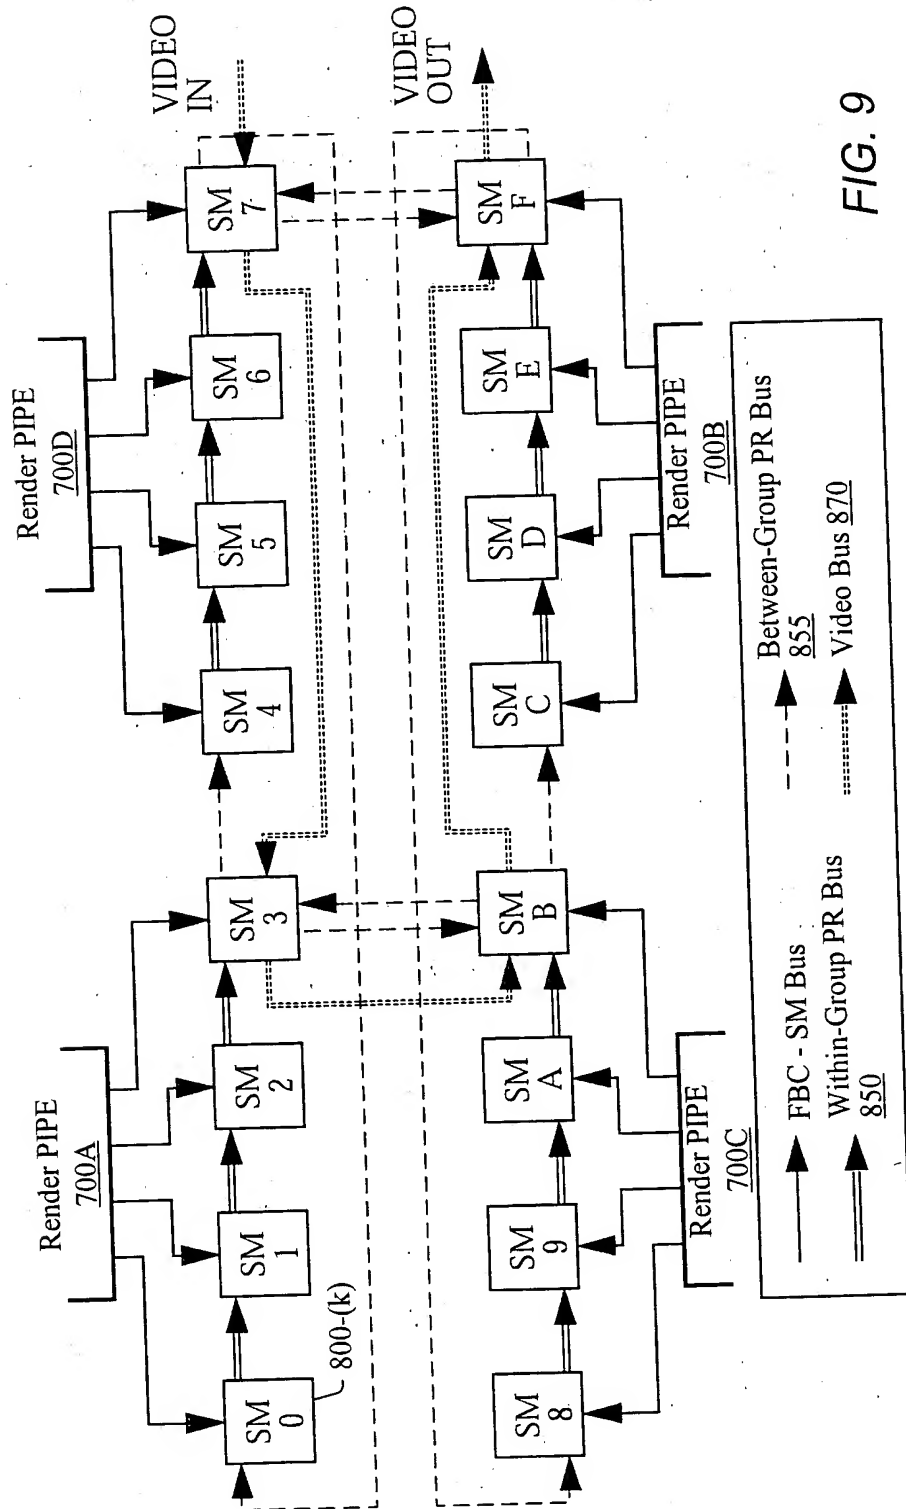 Render PIPE
700A
Render PIPE
700D
VIDEO
IN
SM
0
SM
1
SM
2
SM
3
SM
4
SM
5
SM
6
SM
7
800-(k)
VIDEO
OUT
SM
8
SM
9
SM
A
SM
B
SM
C
SM
D
SM
E
SM
F
Render PIPE
700C
Render PIPE
700B
FBC - SM Bus
Within-Group PR Bus
850
Between-Group PR Bus
855
Video Bus 870
FIG. 9